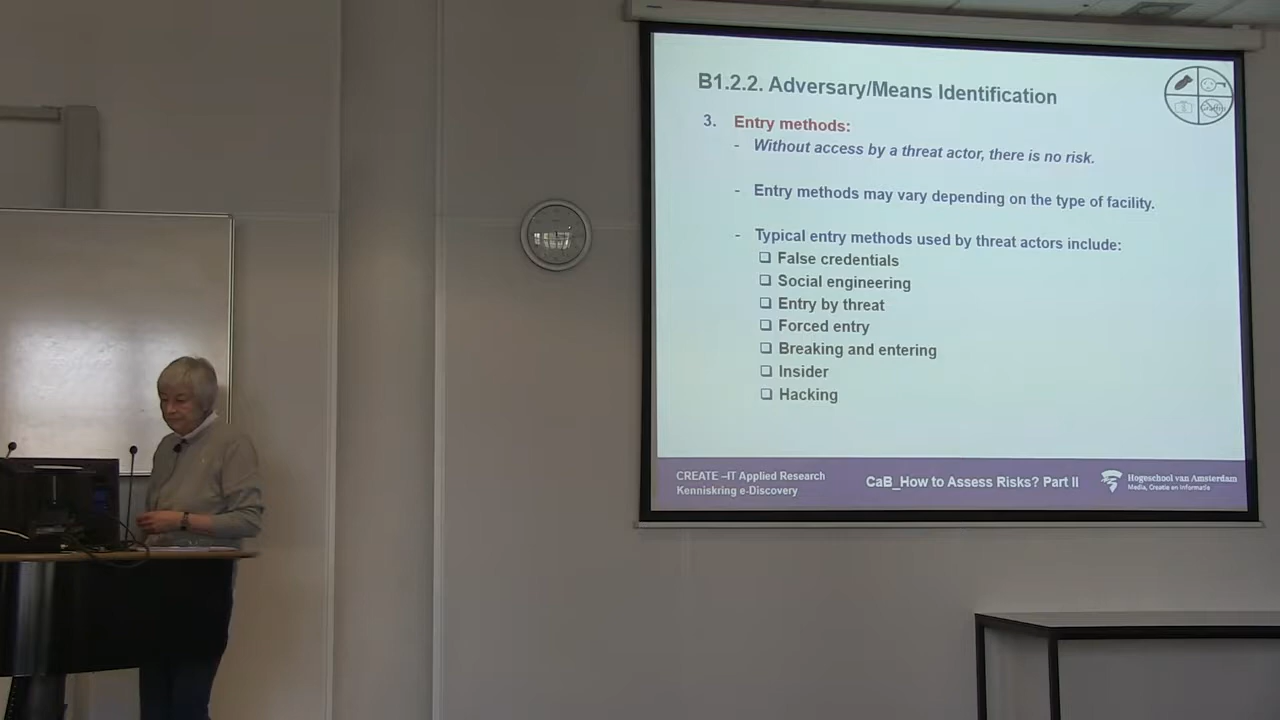 B1.2.2. Adversary/Means Identification
3. Entry methods:
- Without access by a threat actor, there is no risk.
- Entry methods may vary depending on the type of facility.
- Typical entry methods used by threat actors include:
❑ False credentials
❑ Social engineering
❑ Entry by threat
❑ Forced entry
❑ Breaking and entering
❑ Insider
❑ Hacking
CREATE –IT Applied Research
Kenniskring e-Discovery
CaB_How to Assess Risks? Part II
Hogeschool van Amsterdam
Media, Creatie en Informatie